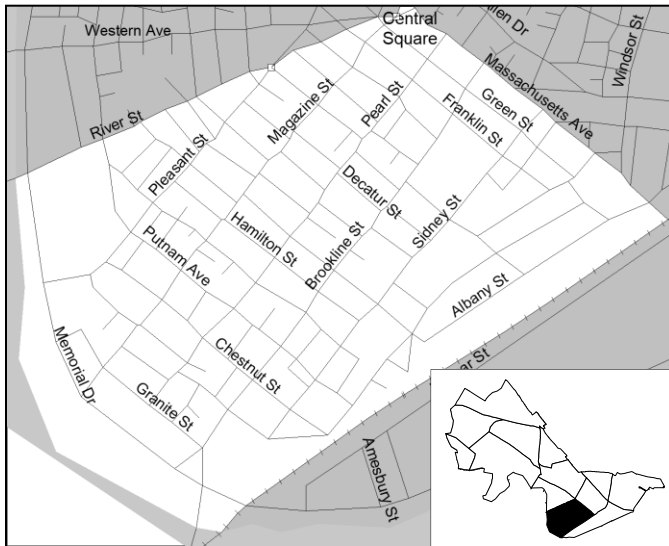 Western Ave
Central
Square
Windsor St
Massachusetts Ave
River St
Magazine St
Pearl St
Green St
Franklin St
Pleasant St
Decatur St
Sidney St
Hamilton St
Putnam Ave
Brookline St
Albany St
Memorial Dr
Chestnut St
Granite St
Amesbury St